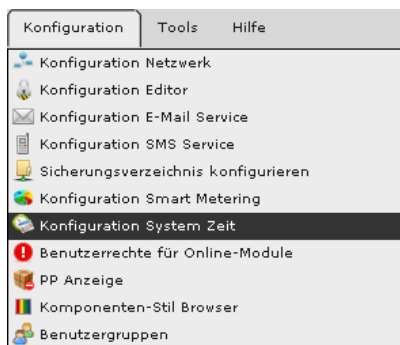 Konfiguration Tools Hilfe
Konfiguration Netzwerk
Konfiguration Editor
Konfiguration E-Mail Service
Konfiguration SMS Service
Sicherungsverzeichnis konfigurieren
Konfiguration Smart Metering
Konfiguration System Zeit
Benutzerrechte für Online-Module
PP Anzeige
Komponenten-Stil Browser
Benutzergruppen